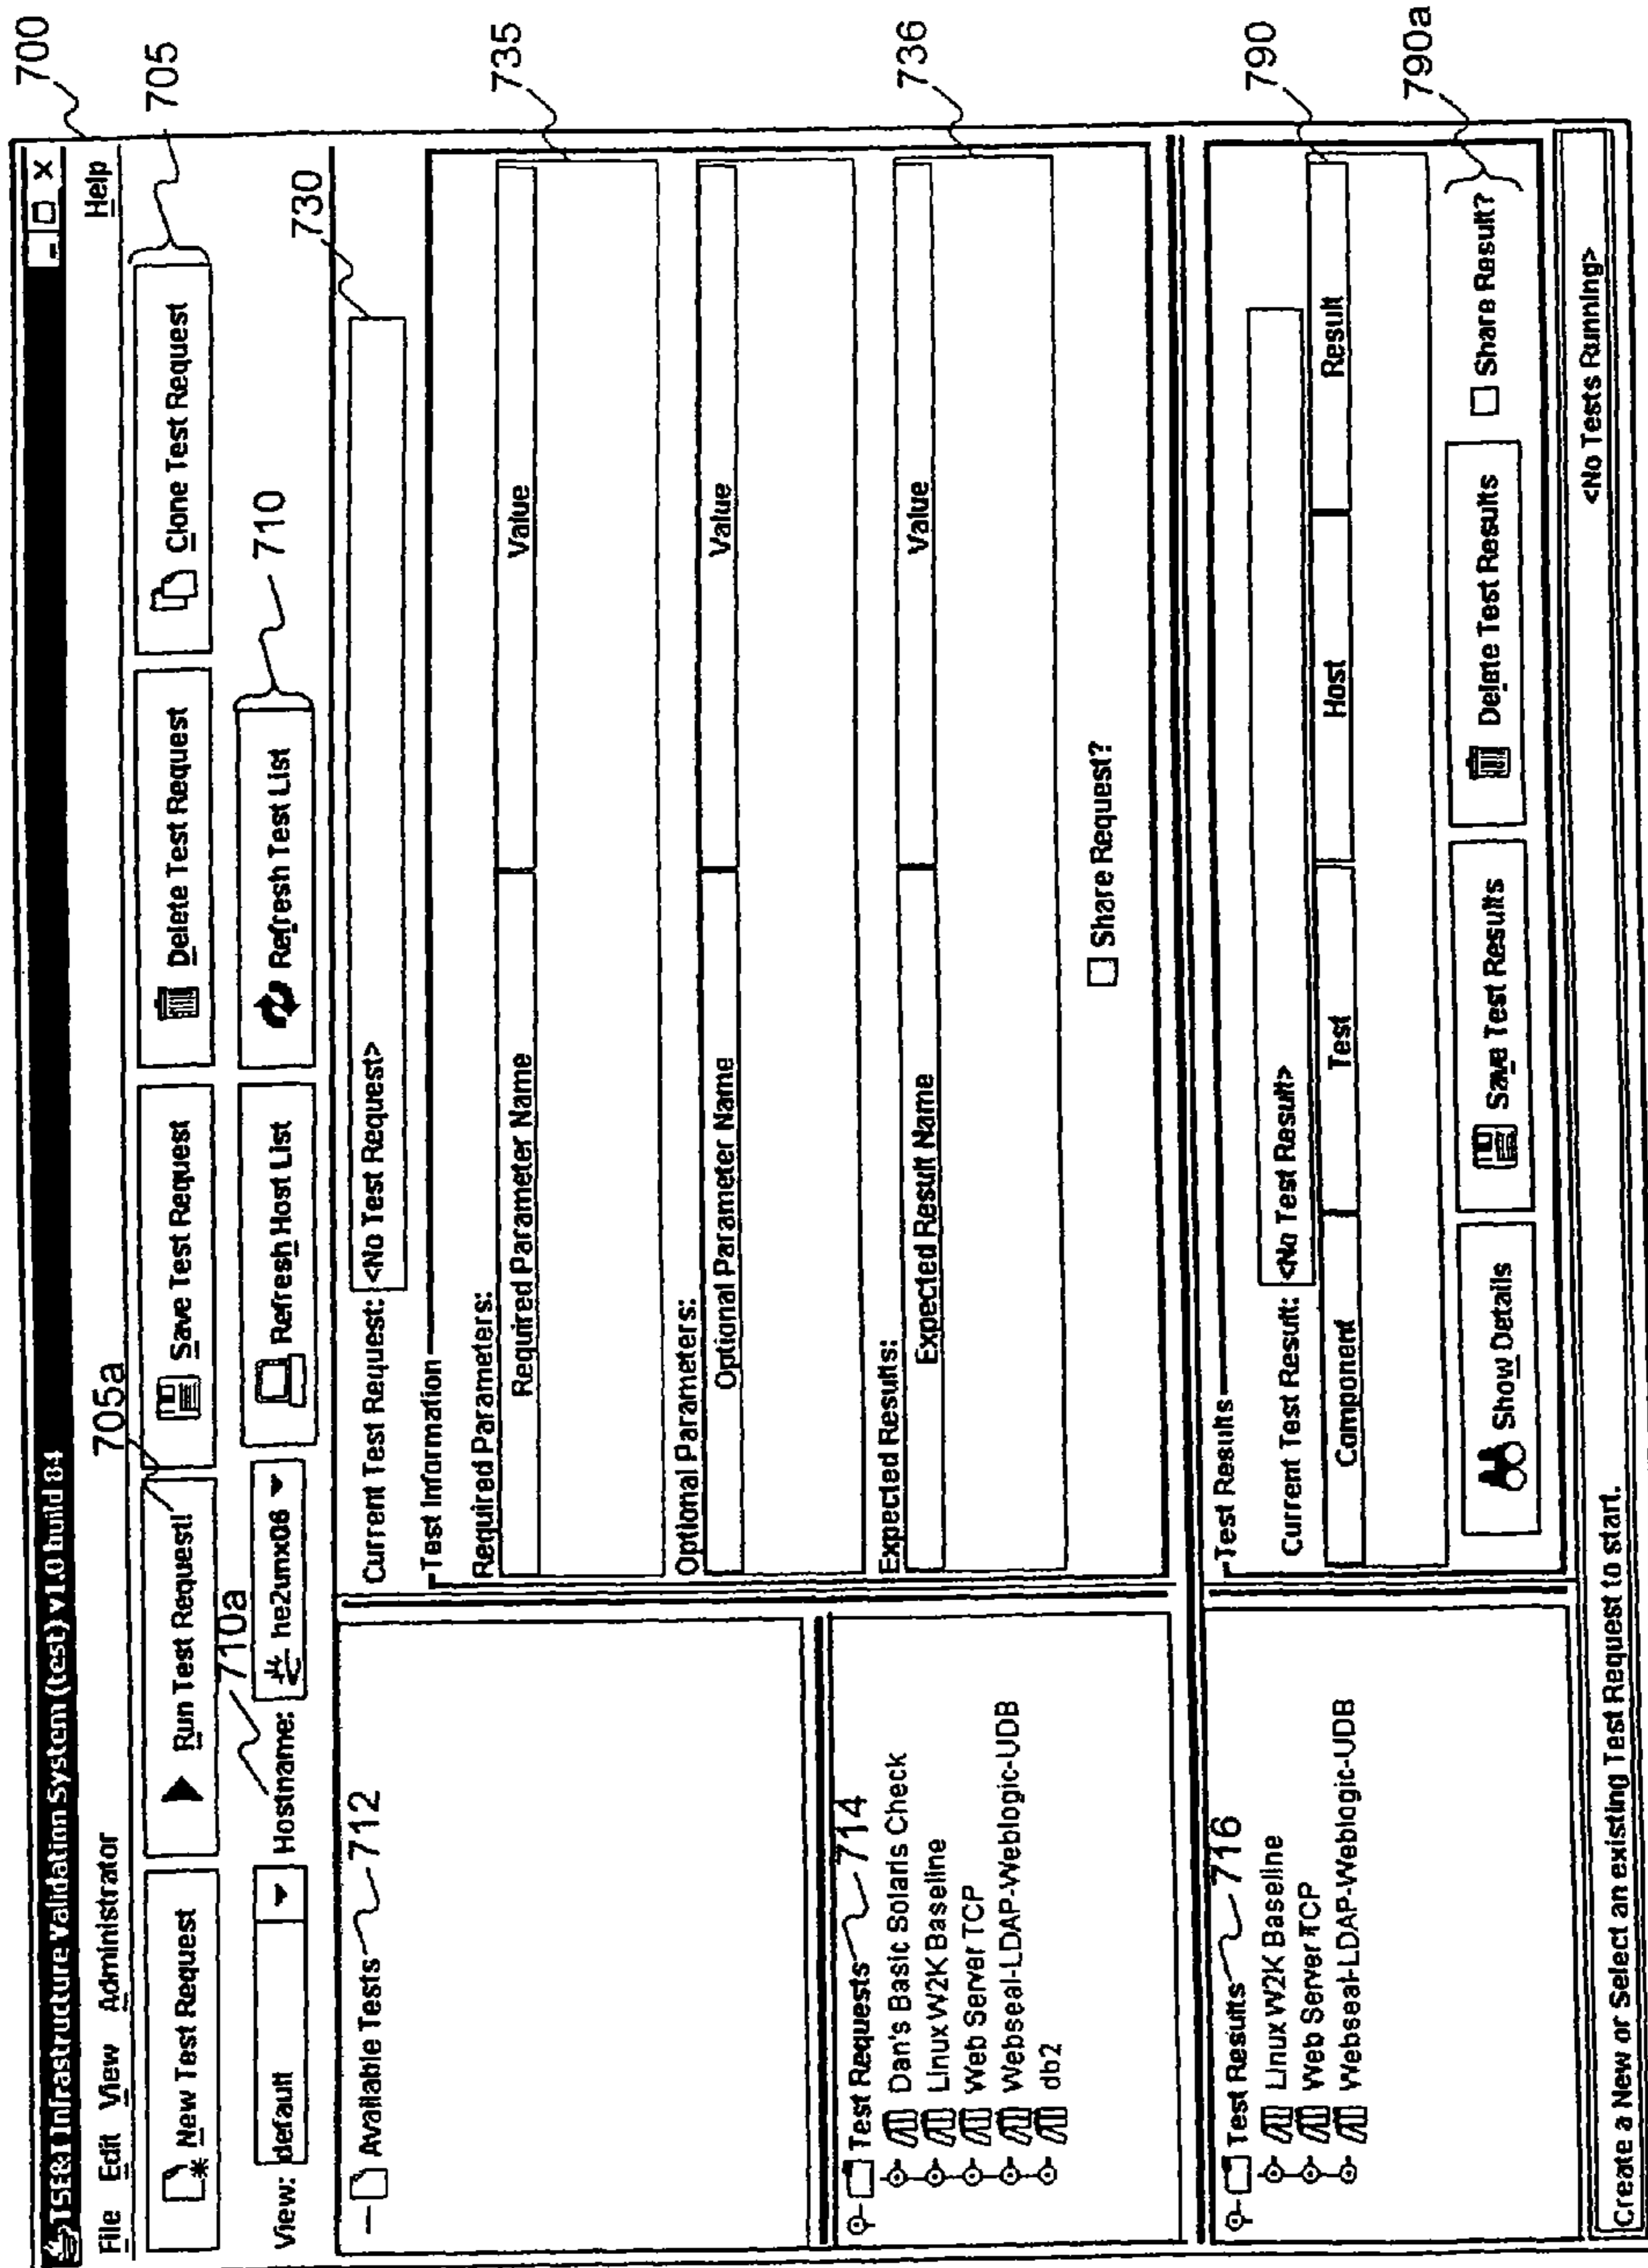 700
TSE&I Infrastructure Validation System (test) v1.0 build 84
File Edit View Administrator Help
705a
705
New Test Request
Run Test Request!
Save Test Request
Delete Test Request
Clone Test Request
710a
710
View: default
Hostname: he2unx06
Refresh Host List
Refresh Test List
730
Available Tests 712
Current Test Request: <No Test Request>
Test Information
Required Parameters:
Required Parameter Name Value
735
Optional Parameters:
Optional Parameter Name Value
Expected Results:
Expected Result Name Value
736
Share Request?
Test Requests 714
Dan's Basic Solaris Check
Linux W2K Baseline
Web Server TCP
Webseal-LDAP-Weblogic-UDB
db2
Test Results 716
Linux W2K Baseline
Web Server TCP
Webseal-LDAP-Weblogic-UDB
Test Results
Current Test Result: <No Test Result>
Component Test Host Result
790
Show Details
Save Test Results
Delete Test Results
Share Result?
790a
Create a New or Select an existing Test Request to start.
<No Tests Running>